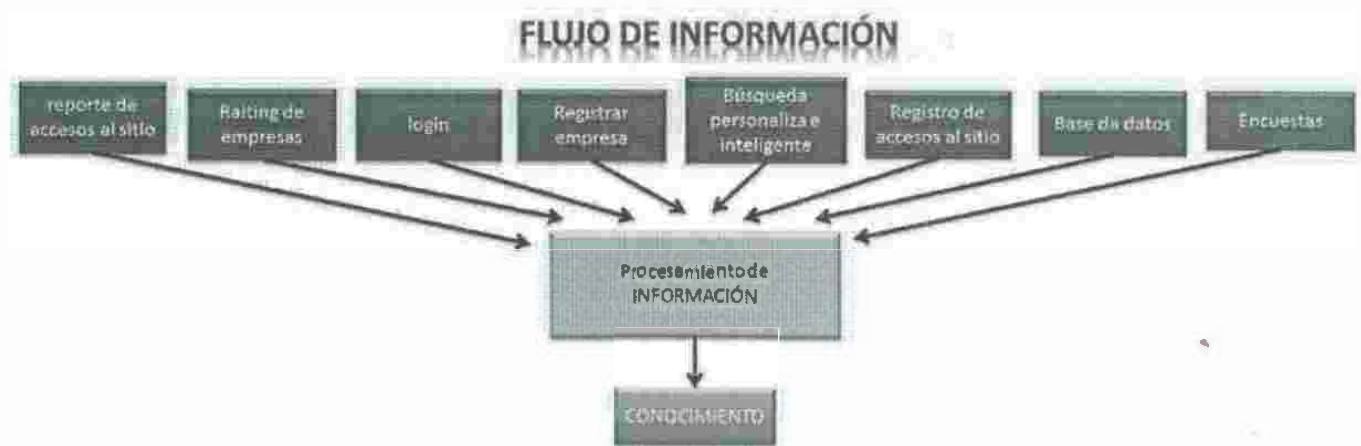 FLUJO DE INFORMACIÓN
reporte de
accesos al sitio
Raiting de
empresas
login
Registrar
empresa
Búsqueda
personaliza e
inteligente
Registro de
accesos al sitio
Base da datos
Encuestas
Procesamiento de
INFORMACIÓN
CONOCIMIENTO